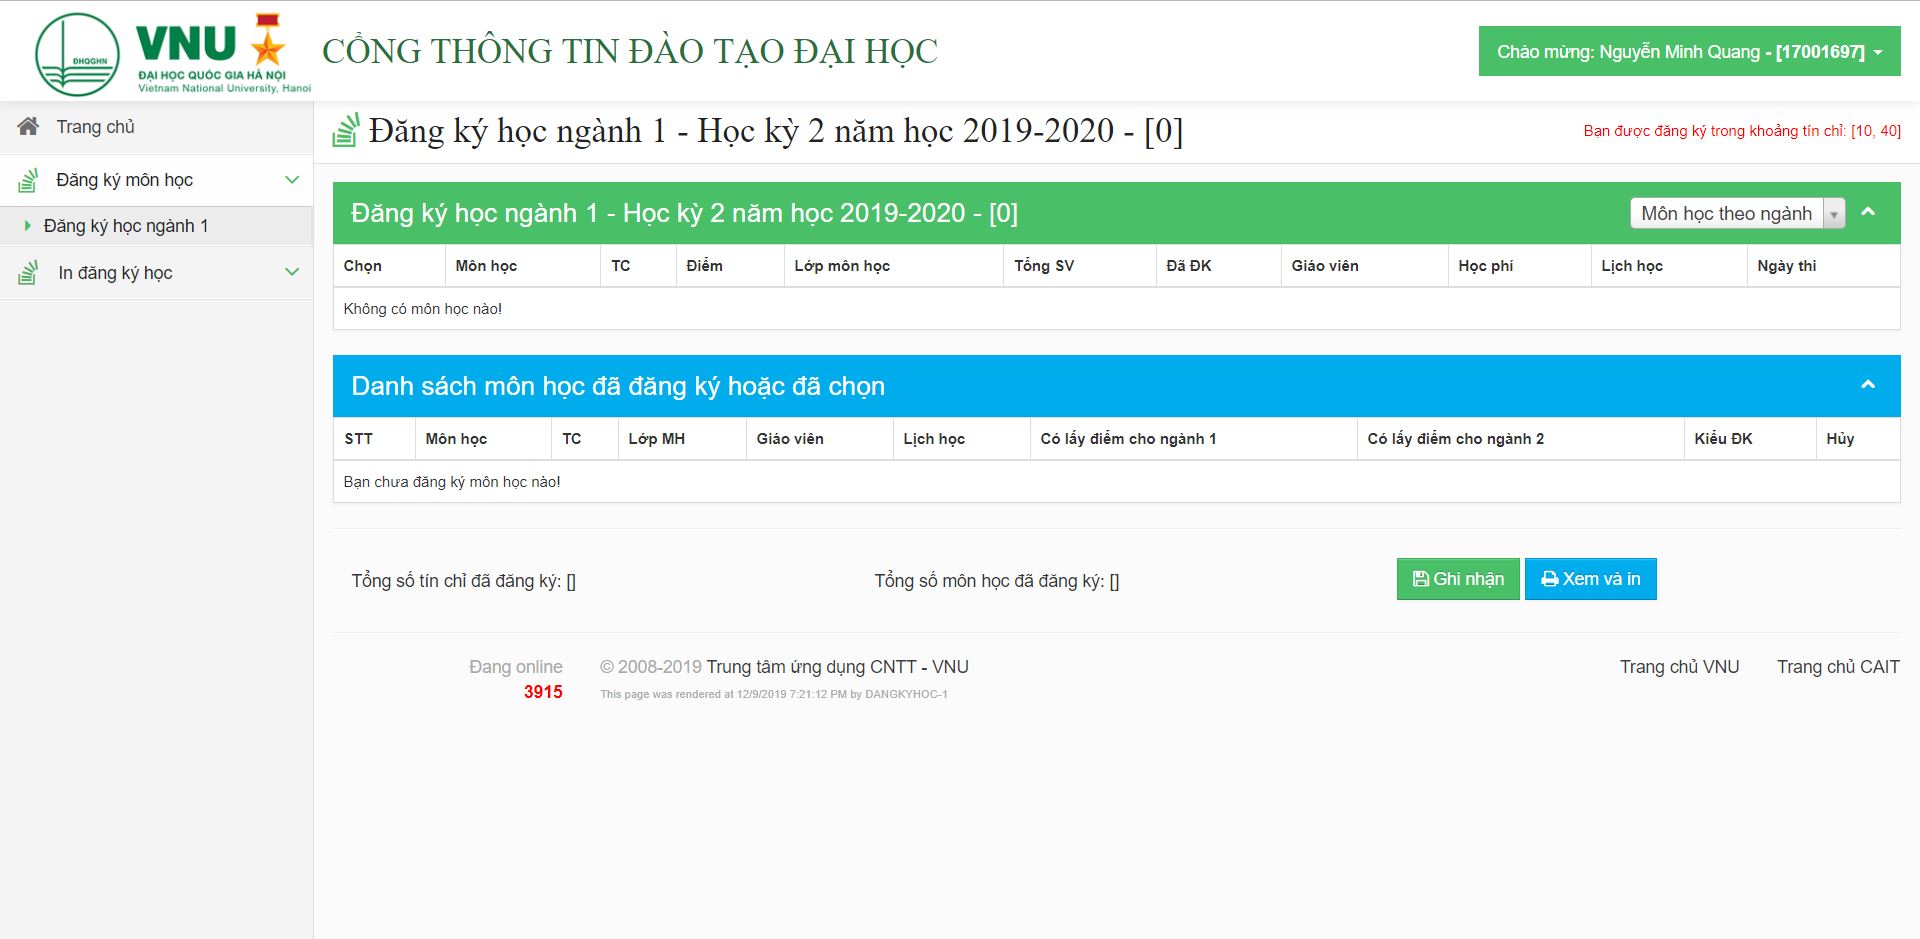 ĐHQGHN
VNU
ĐẠI HỌC QUỐC GIA HÀ NỘI
Vietnam National University, Hanoi
CỔNG THÔNG TIN ĐÀO TẠO ĐẠI HỌC
Chào mừng: Nguyễn Minh Quang - [17001697]
Trang chủ
Đăng ký môn học
Đăng ký học ngành 1
In đăng ký học
Đăng ký học ngành 1 - Học kỳ 2 năm học 2019-2020 - [0]
Bạn được đăng ký trong khoảng tín chỉ: [10, 40]
Đăng ký học ngành 1 - Học kỳ 2 năm học 2019-2020 - [0]
Môn học theo ngành
Chọn Môn học TC Điểm Lớp môn học Tổng SV Đã ĐK Giáo viên Học phí Lịch học Ngày thi
Không có môn học nào!
Danh sách môn học đã đăng ký hoặc đã chọn
STT Môn học TC Lớp MH Giáo viên Lịch học Có lấy điểm cho ngành 1 Có lấy điểm cho ngành 2 Kiểu ĐK Hủy
Bạn chưa đăng ký môn học nào!
Tổng số tín chỉ đã đăng ký: [] Tổng số môn học đã đăng ký: [] Ghi nhận Xem và in
Đang online © 2008-2019 Trung tâm ứng dụng CNTT - VNU Trang chủ VNU Trang chủ CAIT
3915 This page was rendered at 12/9/2019 7:21:12 PM by DANGKYHOC-1